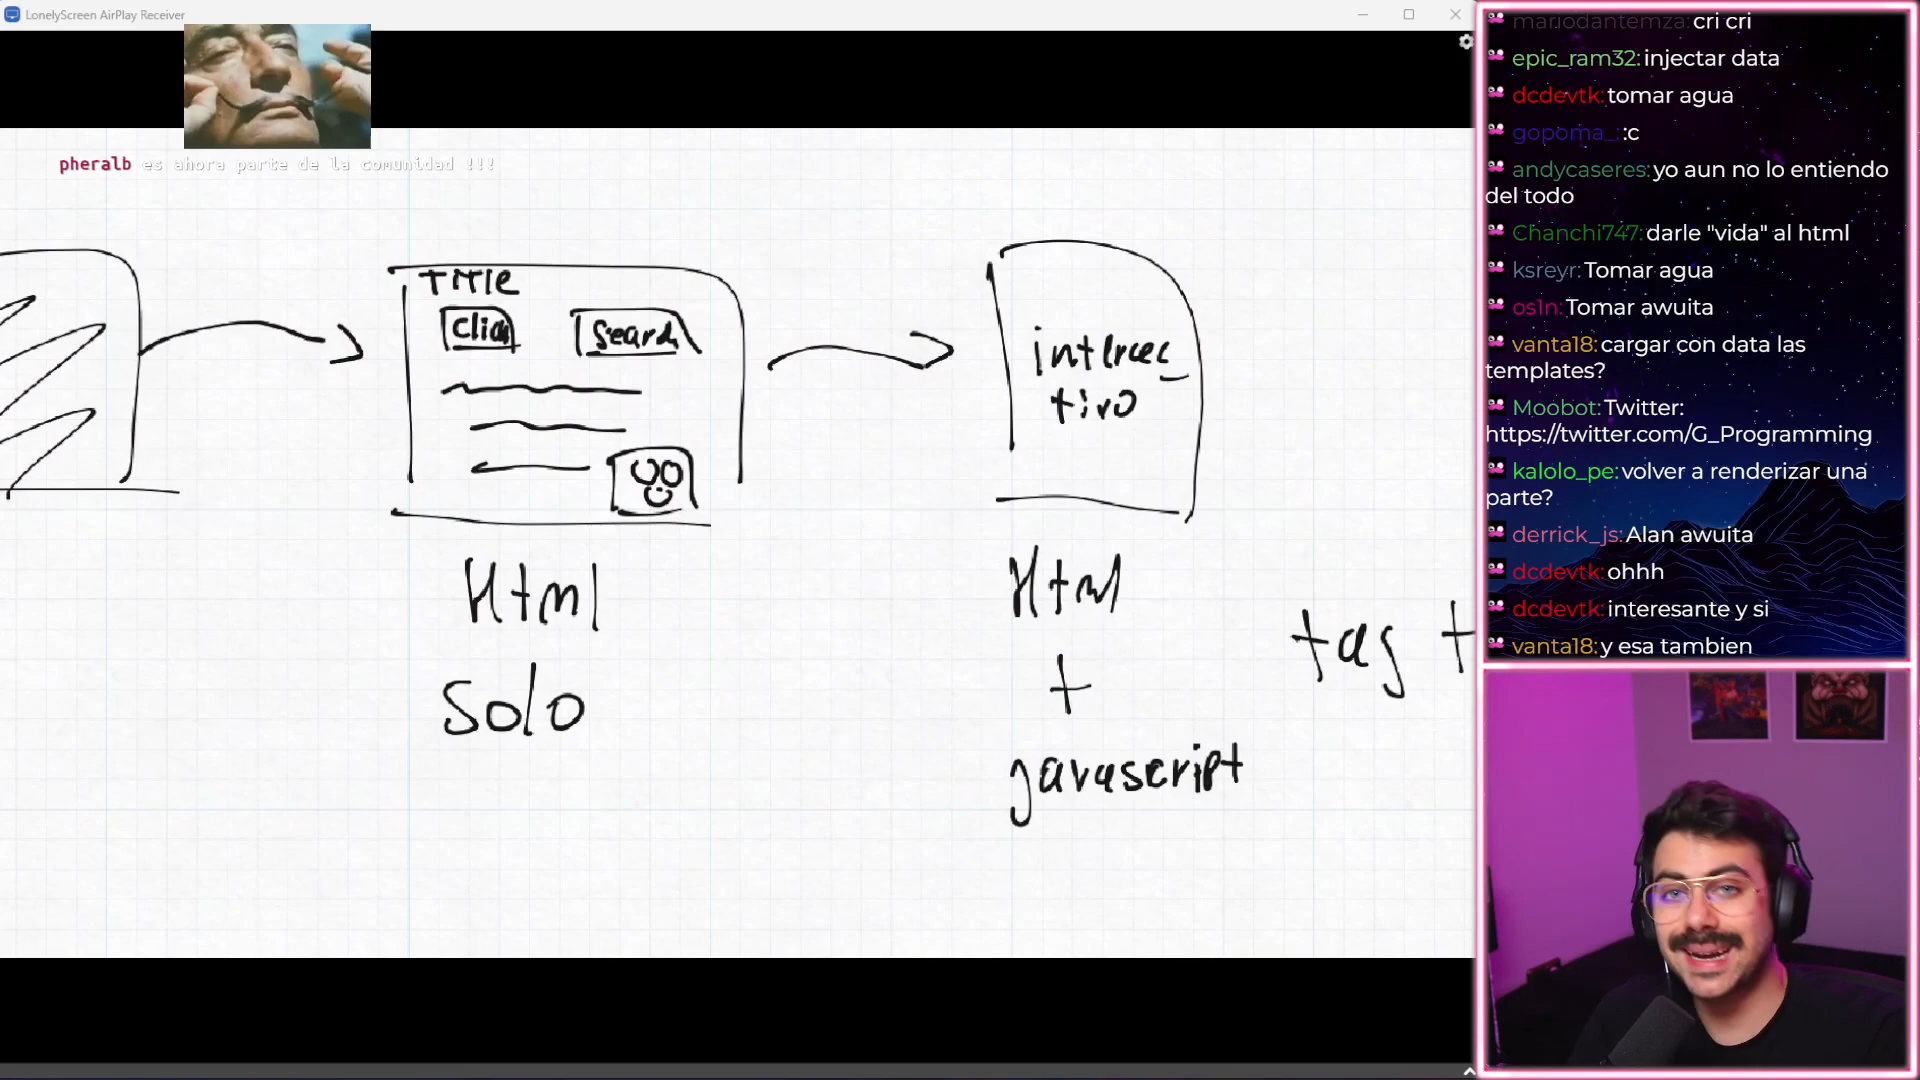 LonelyScreen AirPlay Receiver
pheralb es ahora parte de la comunidad !!!
TITLE
Click
Search
interac_
tivo
Html
solo
Html
+
javascript
tag t
mariodantemza: cri cri
epic_ram32: injectar data
dcdevtk: tomar agua
gopoma_: :c
andycaseres: yo aun no lo entiendo
del todo
Chanchi747: darle "vida" al html
ksreyr: Tomar agua
os1n: Tomar awuita
vanta18: cargar con data las
templates?
Moobot: Twitter:
https://twitter.com/G_Programming
kalolo_pe: volver a renderizar una
parte?
derrick_js: Alan awuita
dcdevtk: ohhh
dcdevtk: interesante y si
vanta18: y esa tambien